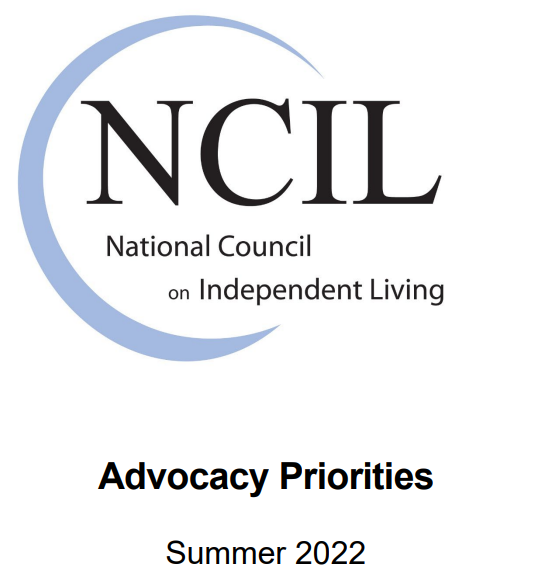 NCIL
National Council
on Independent Living
Advocacy Priorities
Summer 2022